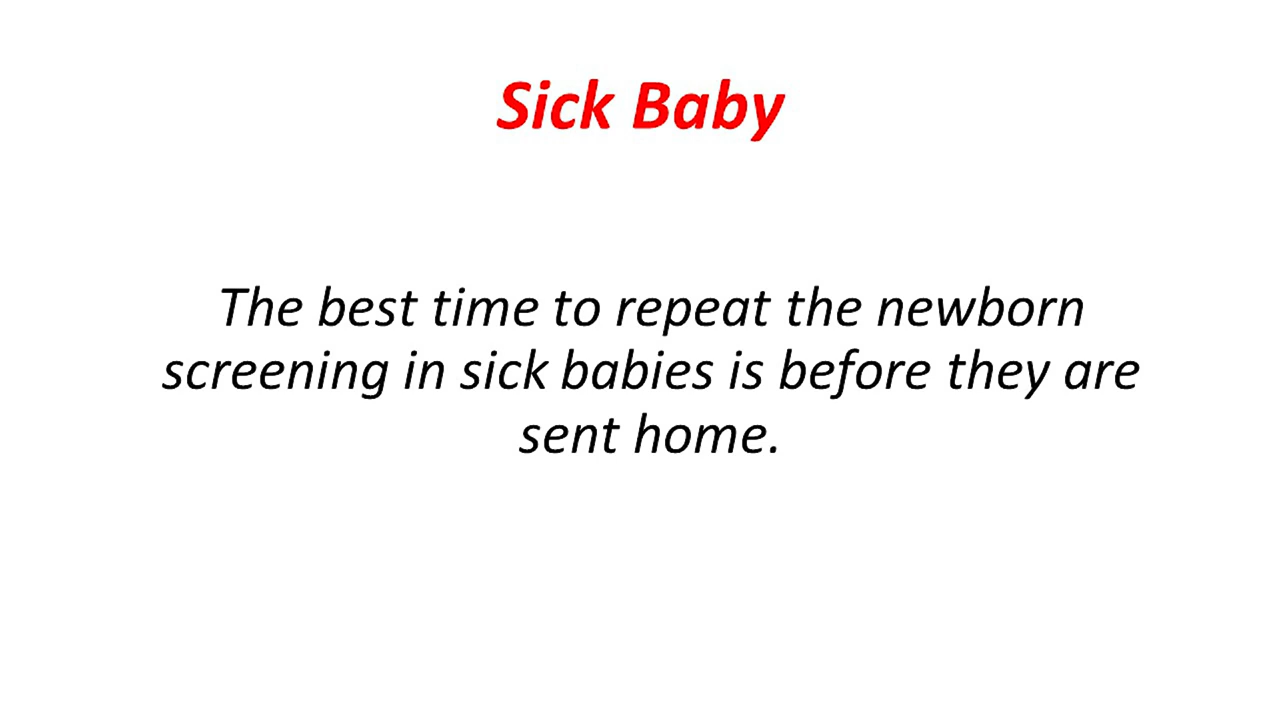 Sick Baby
The best time to repeat the newborn
screening in sick babies is before they are
sent home.